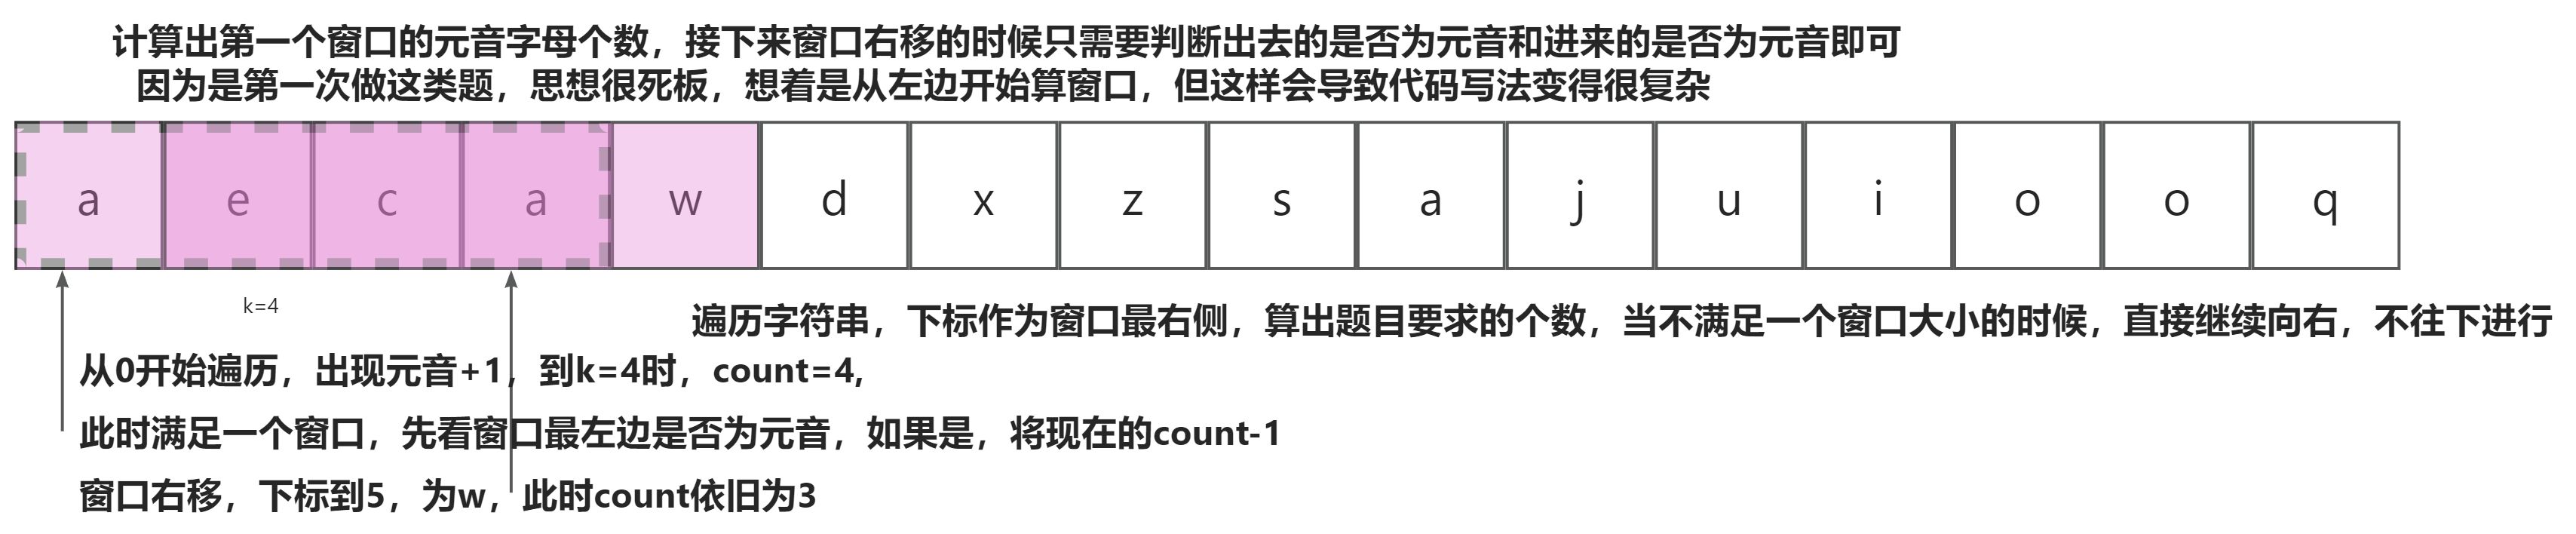 计算出第一个窗口的元音字母个数，接下来窗口右移的时候只需要判断出去的是否为元音和进来的是否为元音即可
因为是第一次做这类题，思想很死板，想着是从左边开始算窗口，但这样会导致代码写法变得很复杂
a e c a w d x z s a j u i o o q
k=4
遍历字符串，下标作为窗口最右侧，算出题目要求的个数，当不满足一个窗口大小的时候，直接继续向右，不往下进行
从0开始遍历，出现元音+1，到k=4时，count=4,
此时满足一个窗口，先看窗口最左边是否为元音，如果是，将现在的count-1
窗口右移，下标到5，为w，此时count依旧为3